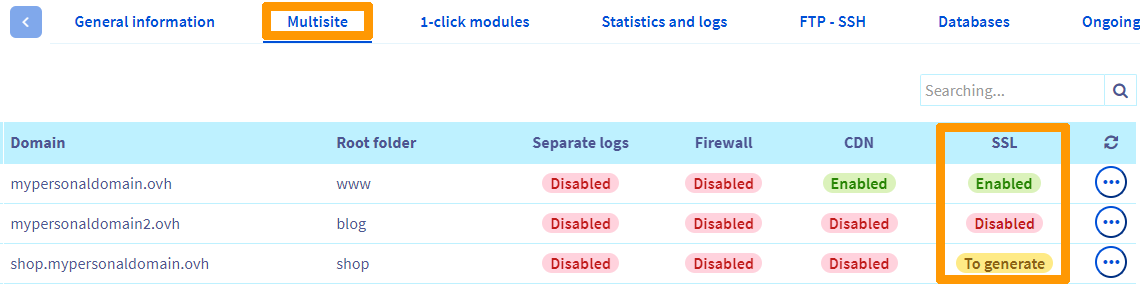 General information Multisite 1-click modules Statistics and logs FTP - SSH Databases Ongoing
Searching...
Domain Root folder Separate logs Firewall CDN SSL
mypersonaldomain.ovh www Disabled Disabled Enabled Enabled
mypersonaldomain2.ovh blog Disabled Disabled Disabled Disabled
shop.mypersonaldomain.ovh shop Disabled Disabled Disabled To generate